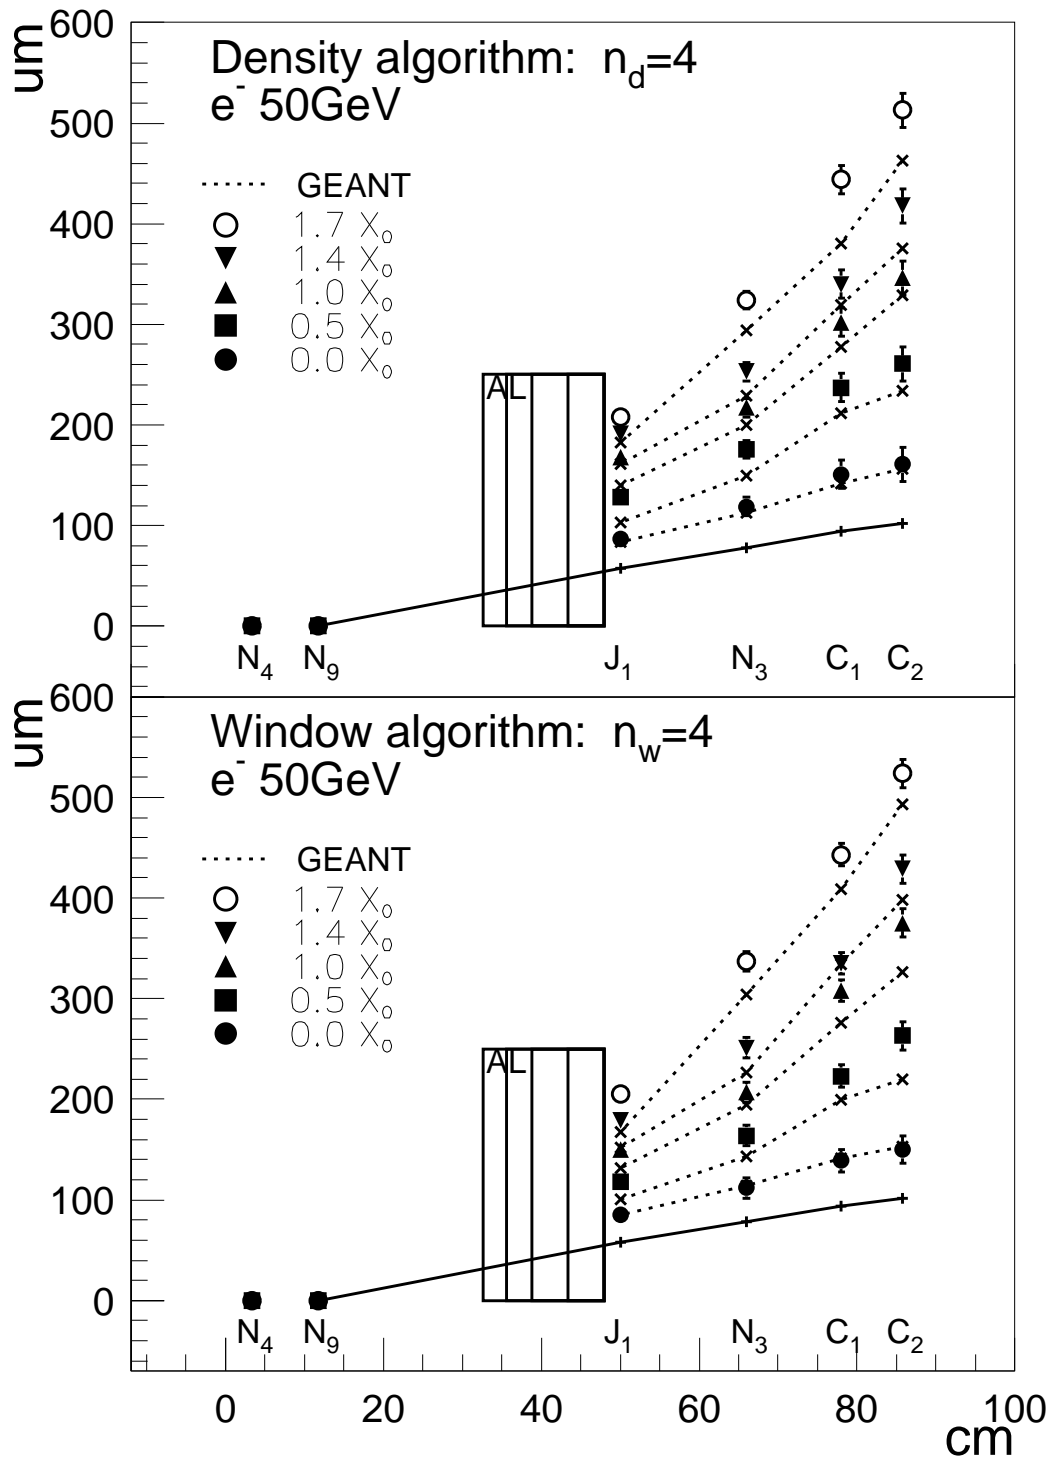 600
um
Density algorithm: n_d=4
e^- 50GeV
500
GEANT
400
1.7 X_0
1.4 X_0
300
1.0 X_0
0.5 X_0
0.0 X_0
AL
200
100
0
N_4 N_9 J_1 N_3 C_1 C_2
600
um
Window algorithm: n_w=4
e^- 50GeV
500
GEANT
400
1.7 X_0
1.4 X_0
300
1.0 X_0
0.5 X_0
0.0 X_0
AL
200
100
0
N_4 N_9 J_1 N_3 C_1 C_2
0 20 40 60 80 100
cm